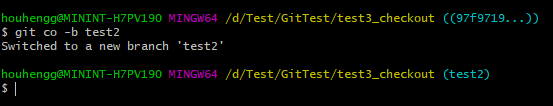 houhengg@MININT-H7PV190 MINGW64 /d/Test/GitTest/test3_checkout ((97f9719...))
$ git co -b test2
Switched to a new branch 'test2'
houhengg@MININT-H7PV190 MINGW64 /d/Test/GitTest/test3_checkout (test2)
$